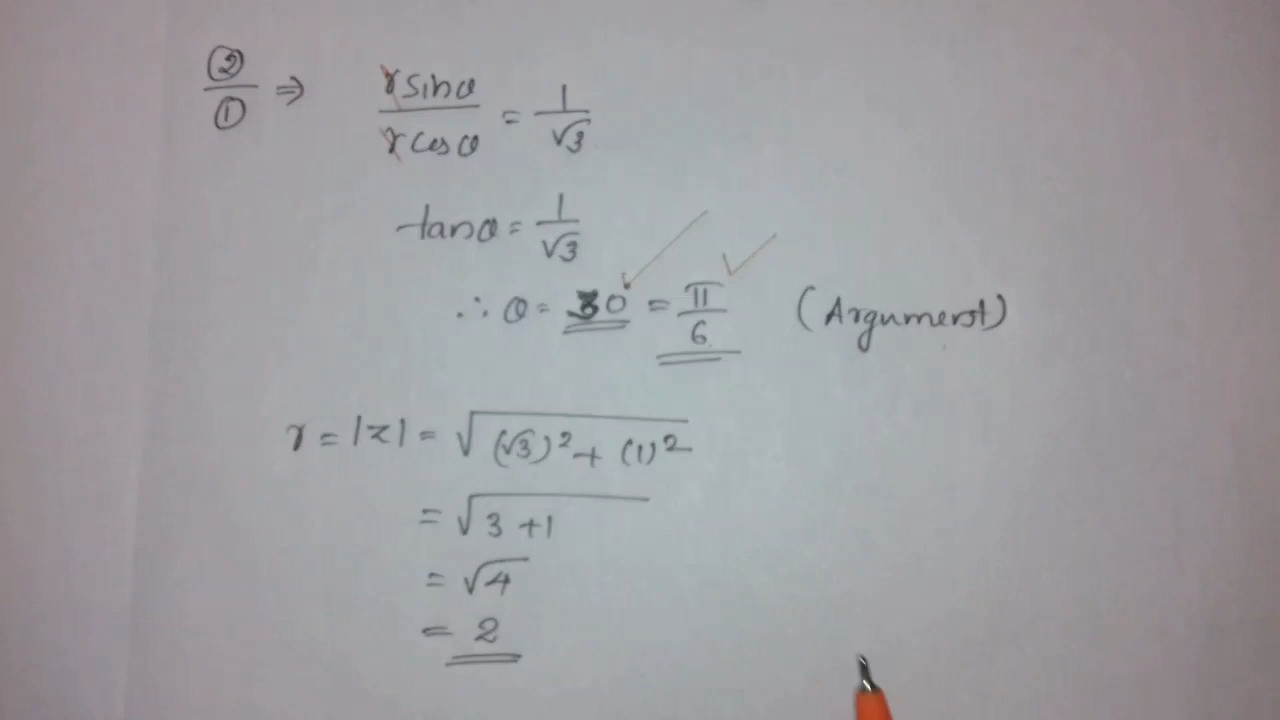 ②/① ⇒ r sinθ / r cosθ = 1/√3
tanθ = 1/√3
∴ θ = 30 = π/6 (Argument)
r = |z| = √((√3)² + (1)²)
= √(3 + 1)
= √4
= 2